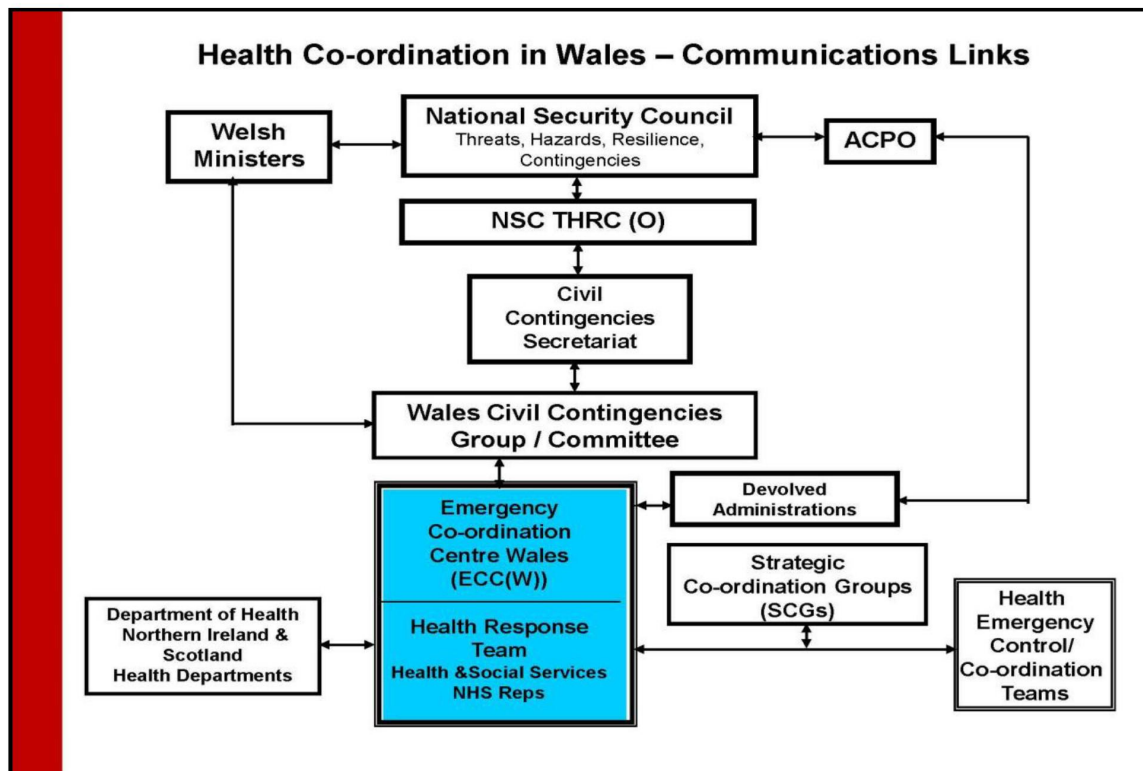 Health Co-ordination in Wales – Communications Links
Welsh
Ministers
National Security Council
Threats, Hazards, Resilience,
Contingencies
ACPO
NSC THRC (O)
Civil
Contingencies
Secretariat
Wales Civil Contingencies
Group / Committee
Emergency
Co-ordination
Centre Wales
(ECC(W))
Devolved
Administrations
Strategic
Co-ordination Groups
(SCGs)
Department of Health
Northern Ireland &
Scotland
Health Departments
Health Response
Team
Health &Social Services
NHS Reps
Health
Emergency
Control/
Co-ordination
Teams